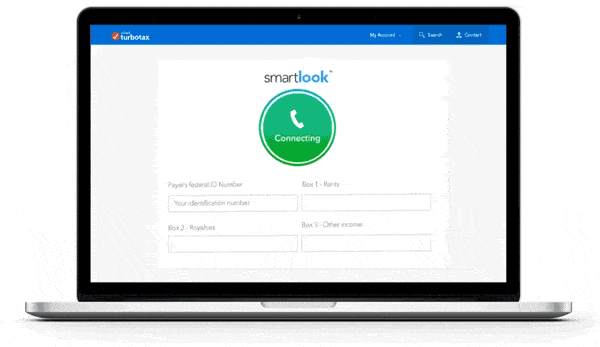 turbotax
My Account
Search
Contact
smartlook™
Connecting
Payer's federal ID Number
Box 1 - Rents
Your identification number
Box 2 - Royalties
Box 3 - Other income